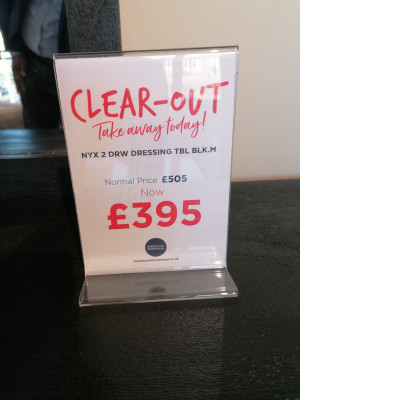 CLEAR-OUT
Take away today!
NYX 2 DRW DRESSING TBL BLK.M
Normal Price £505
Now
£395